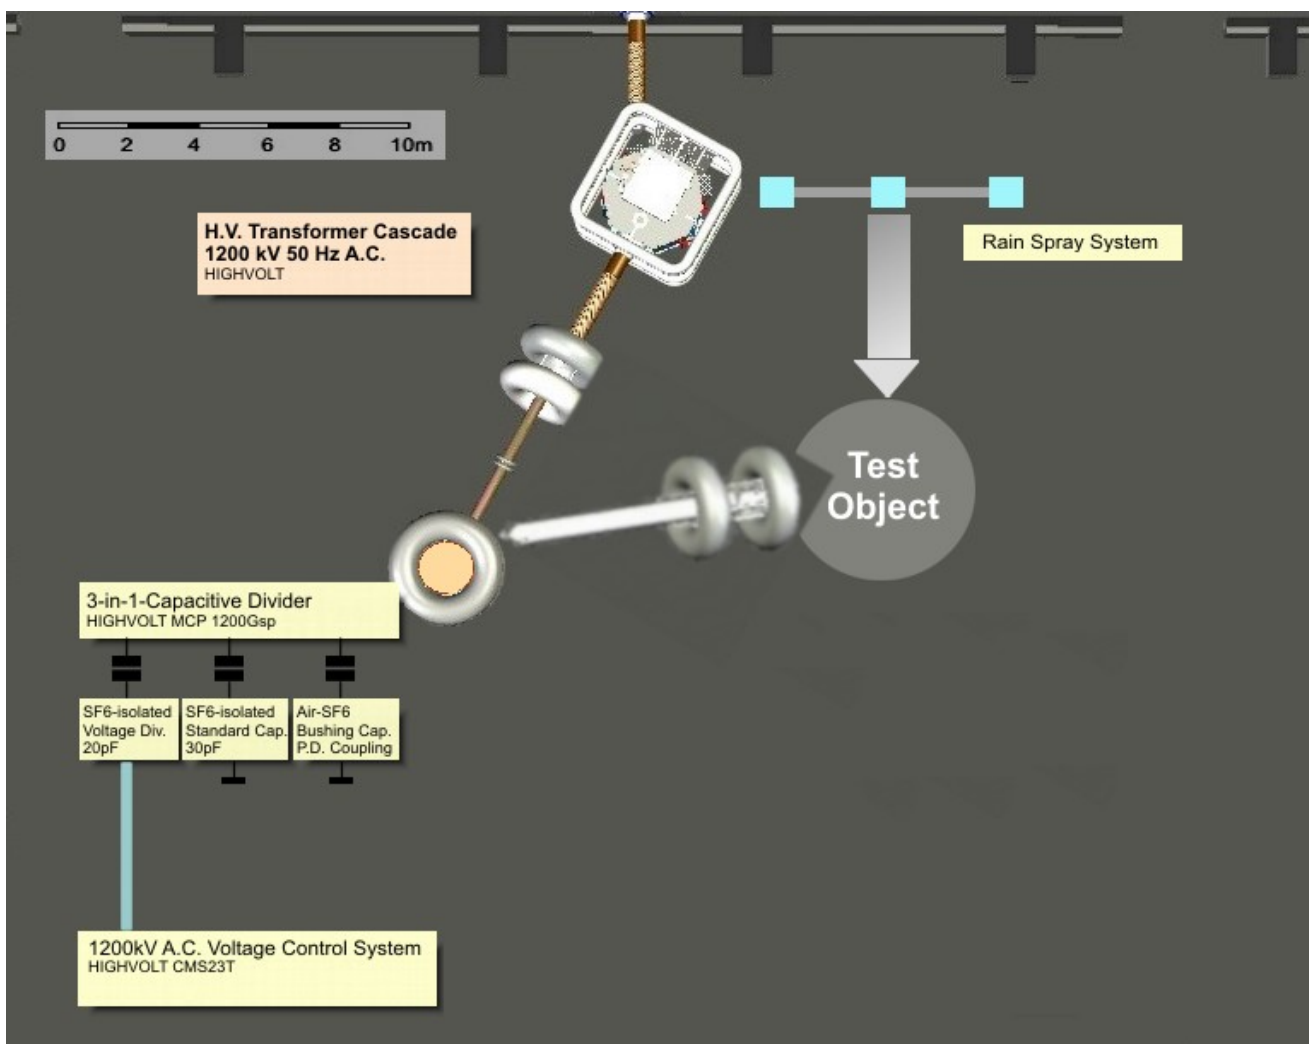 0 2 4 6 8 10m
H.V. Transformer Cascade
1200 kV 50 Hz A.C.
HIGHVOLT
Rain Spray System
Test
Object
3-in-1-Capacitive Divider
HIGHVOLT MCP 1200Gsp
SF6-isolated
Voltage Div.
20pF
SF6-isolated
Standard Cap.
30pF
Air-SF6
Bushing Cap.
P.D. Coupling
1200kV A.C. Voltage Control System
HIGHVOLT CMS23T